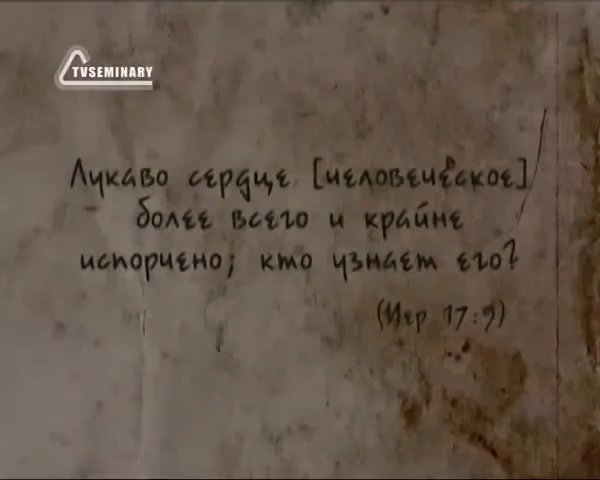 TVSEMINARY
Лукаво сердце [человеческое]
более всего и крайне
испорчено; кто узнает его?
(Иер 17:9)